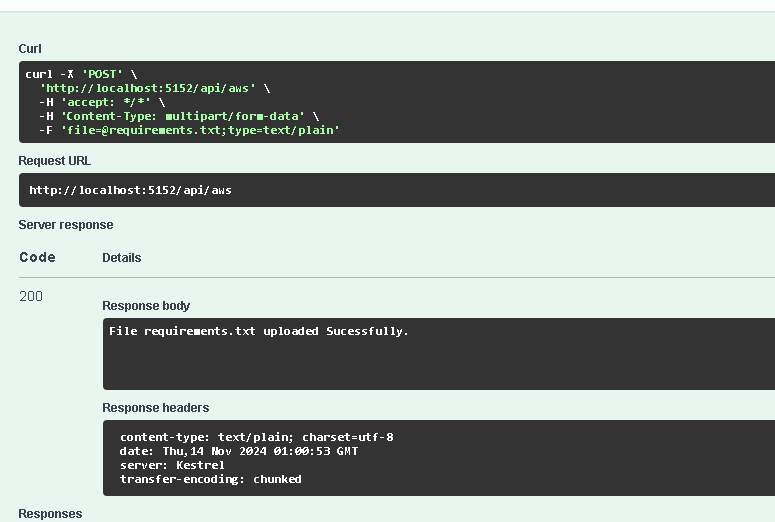 Curl
curl -X 'POST' \
'http://localhost:5152/api/aws' \
-H 'accept: */*' \
-H 'Content-Type: multipart/form-data' \
-F 'file=@requirements.txt;type=text/plain'
Request URL
http://localhost:5152/api/aws
Server response
Code Details
200
Response body
File requirements.txt uploaded Sucessfully.
Response headers
content-type: text/plain; charset=utf-8
date: Thu,14 Nov 2024 01:00:53 GMT
server: Kestrel
transfer-encoding: chunked
Responses